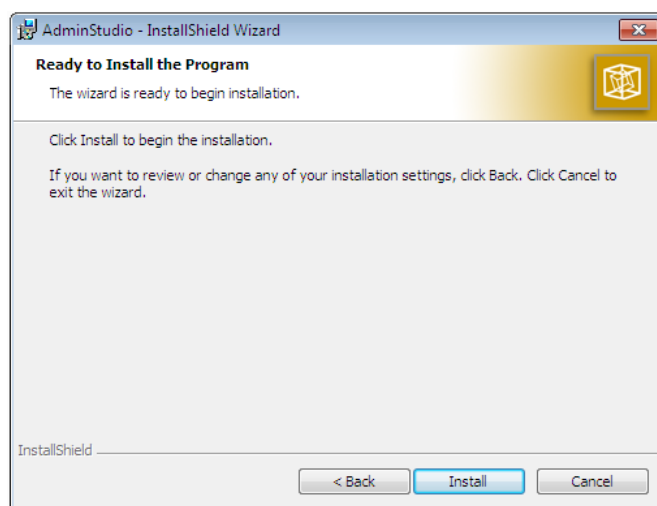 AdminStudio - InstallShield Wizard
Ready to Install the Program
The wizard is ready to begin installation.
Click Install to begin the installation.
If you want to review or change any of your installation settings, click Back. Click Cancel to
exit the wizard.
InstallShield
< Back Install Cancel